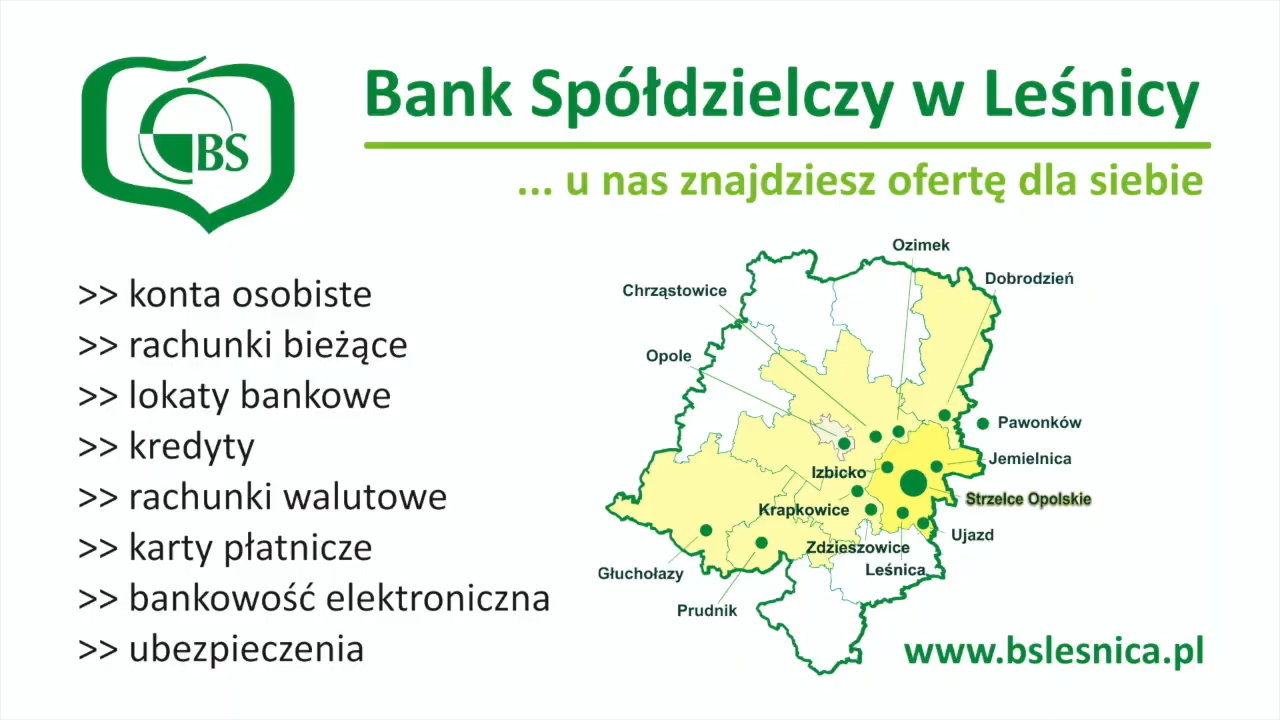 BS
Bank Spółdzielczy w Leśnicy
... u nas znajdziesz ofertę dla siebie
>> konta osobiste
>> rachunki bieżące
>> lokaty bankowe
>> kredyty
>> rachunki walutowe
>> karty płatnicze
>> bankowość elektroniczna
>> ubezpieczenia
Ozimek
Dobrodzień
Chrząstowice
Opole
Pawonków
Jemielnica
Izbicko
Strzelce Opolskie
Krapkowice
Ujazd
Zdzieszowice
Leśnica
Głuchołazy
Prudnik
www.bslesnica.pl